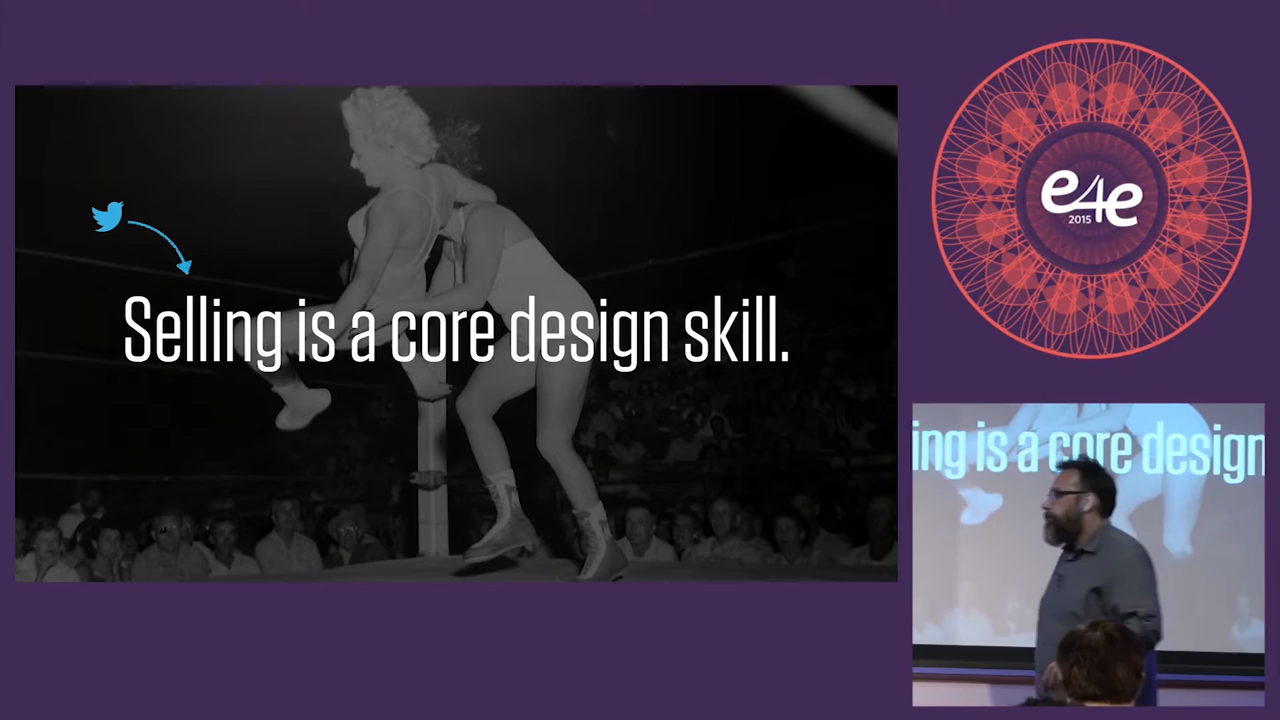 Selling is a core design skill.
e4e
2015
ing is a core design